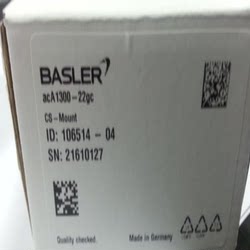 BASLER
acA1300-22gc
CS-Mount
ID: 106514 - 04
SN: 21610127
Quality checked
Made in Germany